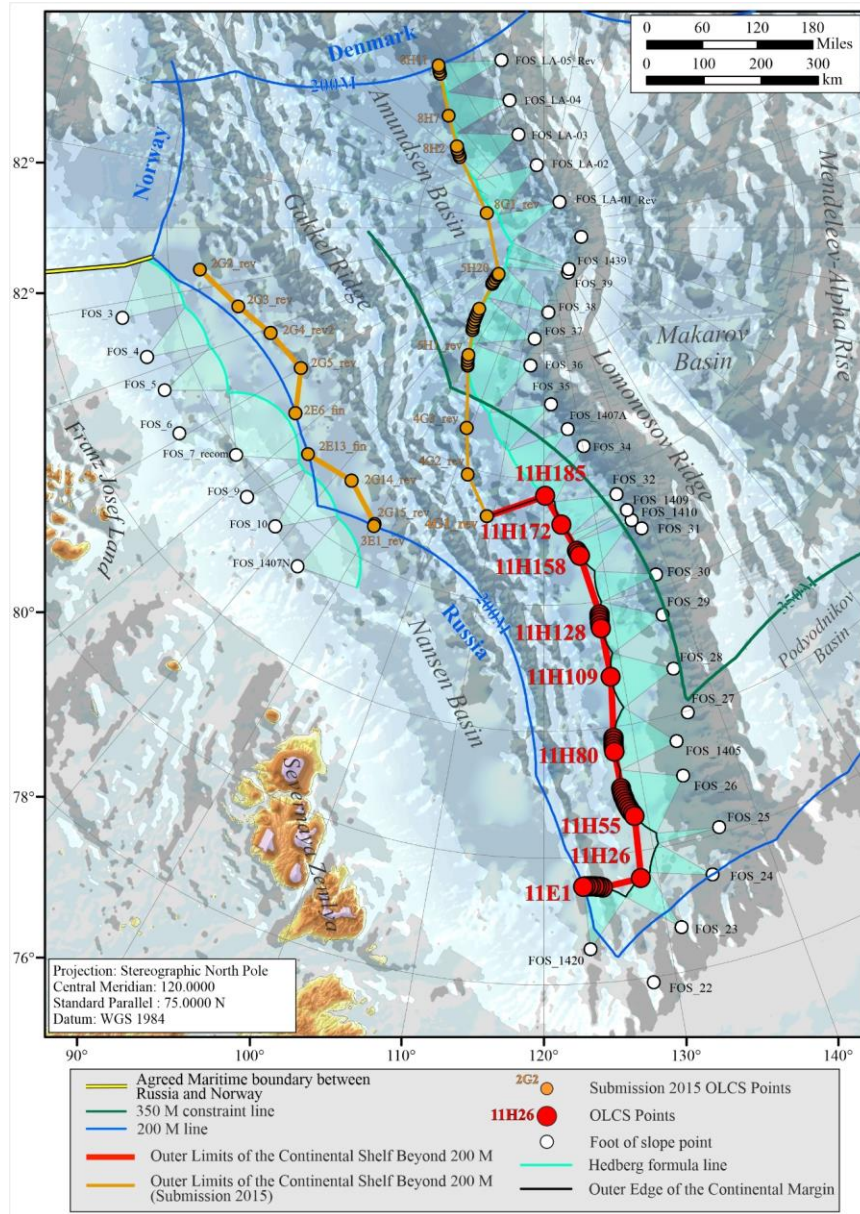 0 60 120 180
Miles
0 100 200 300
km
Denmark
200M
Norway
Amundsen Basin
Gakkel Ridge
Mendeleev-Alpha Rise
Makarov Basin
Lomonosov Ridge
Podvodnikov Basin
350M
Franz Josef Land
Nansen Basin
Russia
200M
Severnaya Zemlya
8H7
8H2
8G1_rev
5H20
5H1_rev
4G2_rev
4G1_rev
2G2_rev
2G3_rev
2G4_rev2
2G5_rev
2E6_fin
2E13_fin
2G14_rev
2G15_rev
3E1_rev
FOS_LA-05_Rev
FOS_LA-04
FOS_LA-03
FOS_LA-02
FOS_LA-01_Rev
FOS_1439
FOS_39
FOS_38
FOS_37
FOS_36
FOS_35
FOS_1407A
FOS_34
FOS_32
FOS_1409
FOS_1410
FOS_31
FOS_30
FOS_29
FOS_28
FOS_27
FOS_1405
FOS_26
FOS_25
FOS_24
FOS_23
FOS_22
FOS_1420
FOS_3
FOS_4
FOS_5
FOS_6
FOS_7_recom
FOS_9
FOS_10
FOS_1407N
11H185
11H172
11H158
11H128
11H109
11H80
11H55
11H26
11E1
82°
82°
80°
78°
76°
90°
100°
110°
120°
130°
140°
Projection: Stereographic North Pole
Central Meridian: 120.0000
Standard Parallel : 75.0000 N
Datum: WGS 1984
Agreed Maritime boundary between
Russia and Norway
350 M constraint line
200 M line
Outer Limits of the Continental Shelf Beyond 200 M
Outer Limits of the Continental Shelf Beyond 200 M
(Submission 2015)
2G2
Submission 2015 OLCS Points
11H26
OLCS Points
Foot of slope point
Hedberg formula line
Outer Edge of the Continental Margin